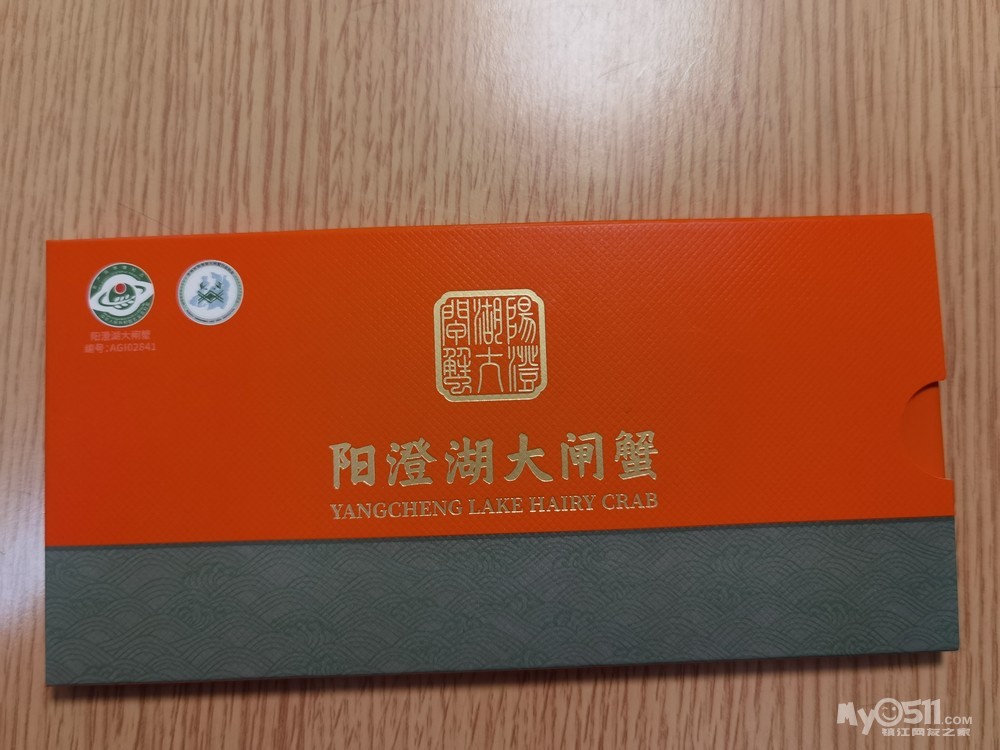 阳澄湖大闸蟹
编号:AGI02841
陽澄
湖大
閘蟹
阳澄湖大闸蟹
YANGCHENG LAKE HAIRY CRAB
My0511.COM
镇江网友之家